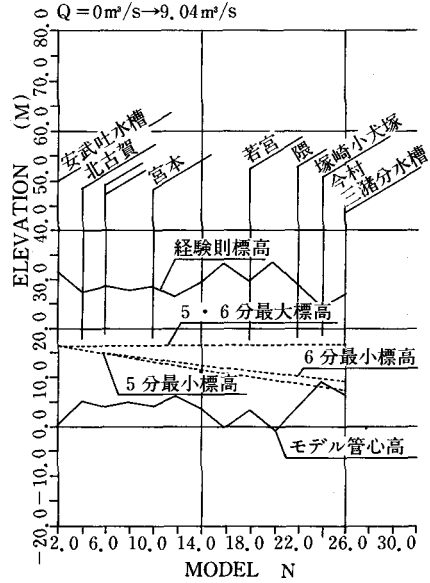 Q = 0㎥/s→9.04㎥/s
ELEVATION (M)
80.0
70.0
60.0
50.0
40.0
30.0
20.0
10.0
0.0
-10.0
-20.0
安武吐水槽
北古賀
宮本
若宮
隈
塚崎小犬塚
今村
三潴分水槽
経験則標高
5・6分最大標高
6分最小標高
5分最小標高
モデル管心高
2.0 6.0 10.0 14.0 18.0 22.0 26.0 30.0
MODEL N